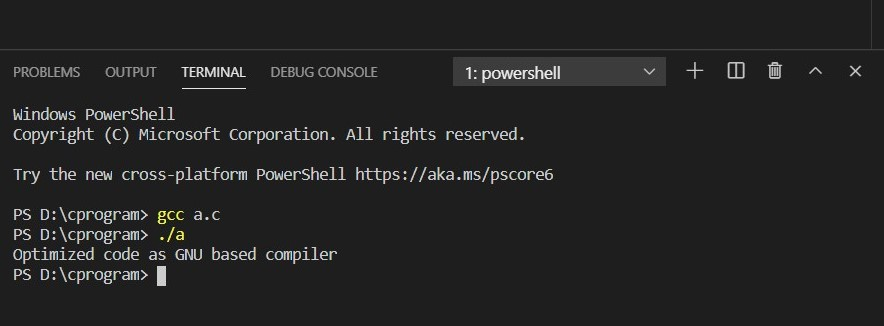 PROBLEMS OUTPUT TERMINAL DEBUG CONSOLE 1: powershell
Windows PowerShell
Copyright (C) Microsoft Corporation. All rights reserved.
Try the new cross-platform PowerShell https://aka.ms/pscore6
PS D:\cprogram> gcc a.c
PS D:\cprogram> ./a
Optimized code as GNU based compiler
PS D:\cprogram>